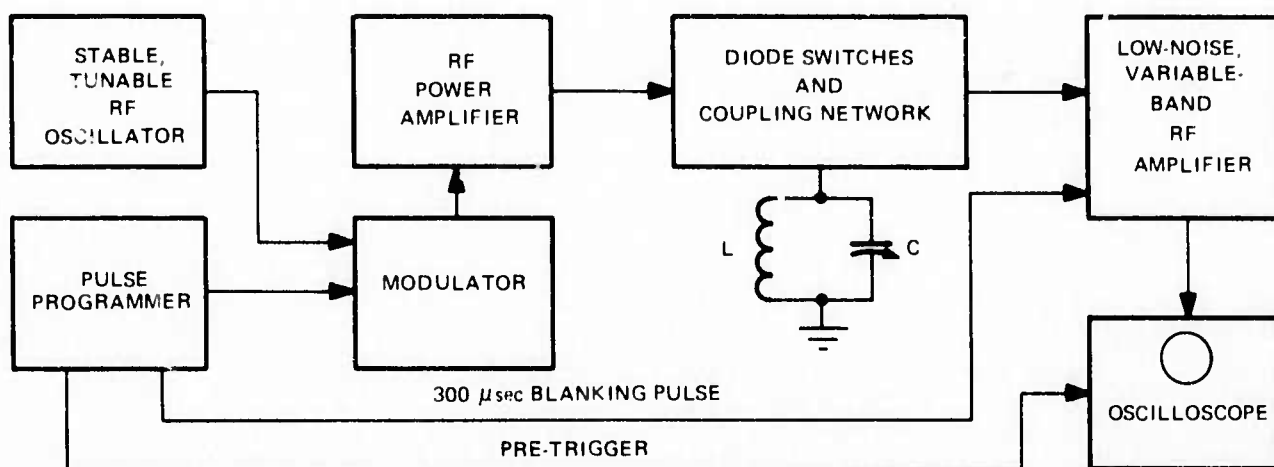 STABLE,
TUNABLE
RF
OSCILLATOR
RF
POWER
AMPLIFIER
DIODE SWITCHES
AND
COUPLING NETWORK
LOW-NOISE,
VARIABLE-
BAND
RF
AMPLIFIER
PULSE
PROGRAMMER
MODULATOR
L
C
300 μsec BLANKING PULSE
OSCILLOSCOPE
PRE-TRIGGER